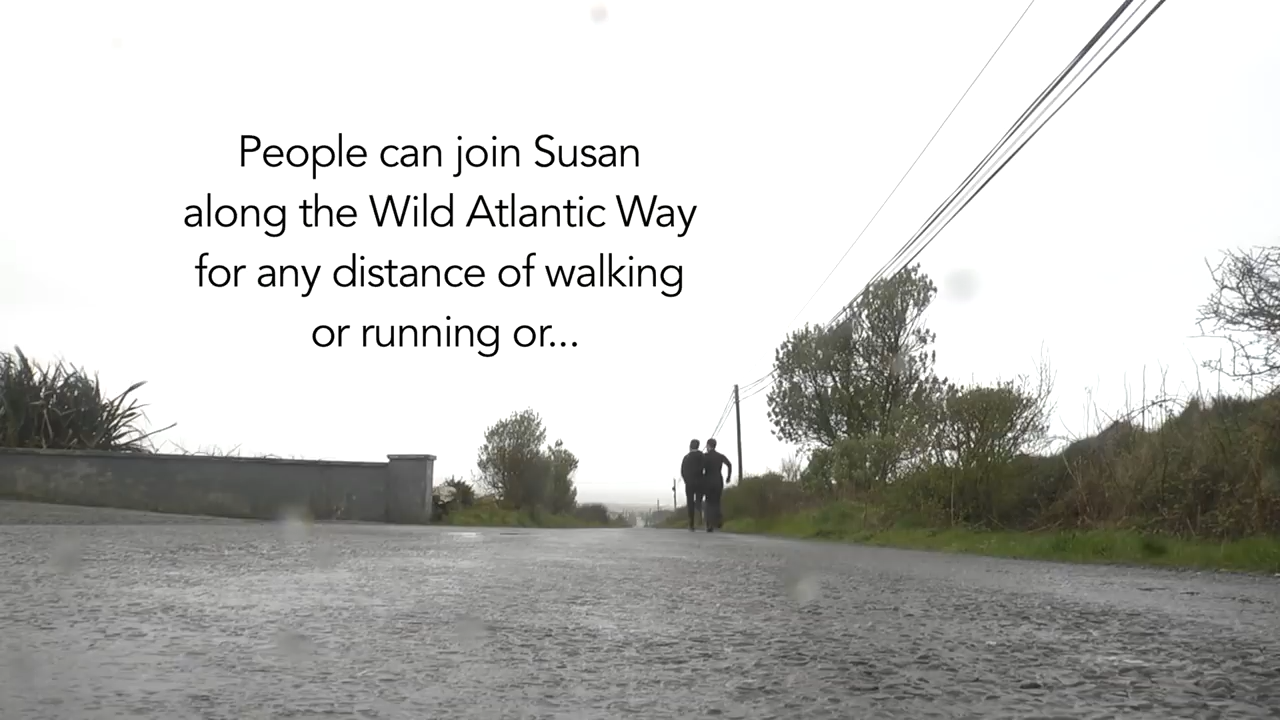 People can join Susan
along the Wild Atlantic Way
for any distance of walking
or running or...